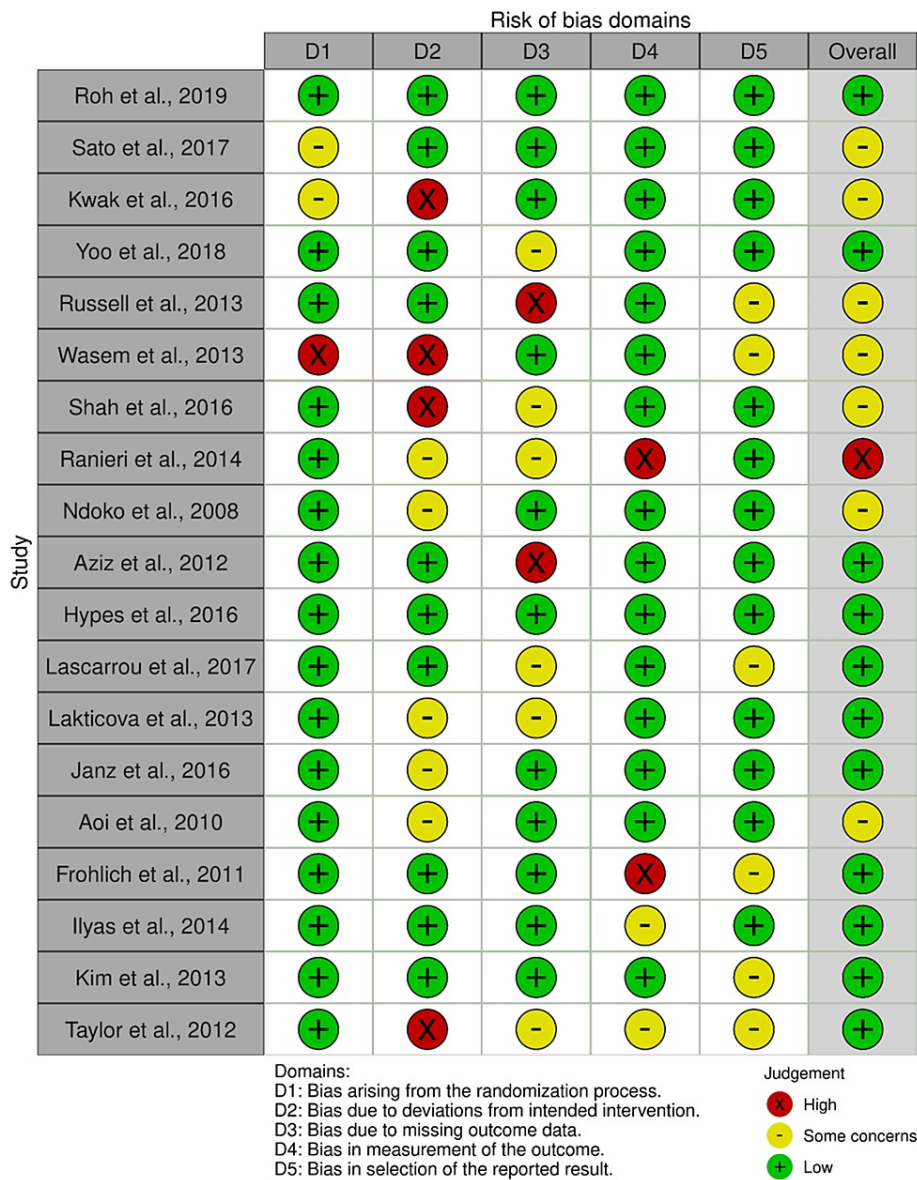 Risk of bias domains
D1 D2 D3 D4 D5 Overall
Study
Roh et al., 2019 + + + + + +
Sato et al., 2017 - + + + + -
Kwak et al., 2016 - X + + + -
Yoo et al., 2018 + + - + + +
Russell et al., 2013 + + X + - -
Wasem et al., 2013 X X + + - -
Shah et al., 2016 + X - + + -
Ranieri et al., 2014 + - - X + X
Ndoko et al., 2008 + - + + + -
Aziz et al., 2012 + + X + + +
Hypes et al., 2016 + + + + + +
Lascarrou et al., 2017 + + - + - +
Lakticova et al., 2013 + - - + + +
Janz et al., 2016 + - + + + +
Aoi et al., 2010 + - + + + -
Frohlich et al., 2011 + + + X - +
Ilyas et al., 2014 + + + - + +
Kim et al., 2013 + + + + - +
Taylor et al., 2012 + X - - - +
Domains:
D1: Bias arising from the randomization process.
D2: Bias due to deviations from intended intervention.
D3: Bias due to missing outcome data.
D4: Bias in measurement of the outcome.
D5: Bias in selection of the reported result.
Judgement
X High
- Some concerns
+ Low